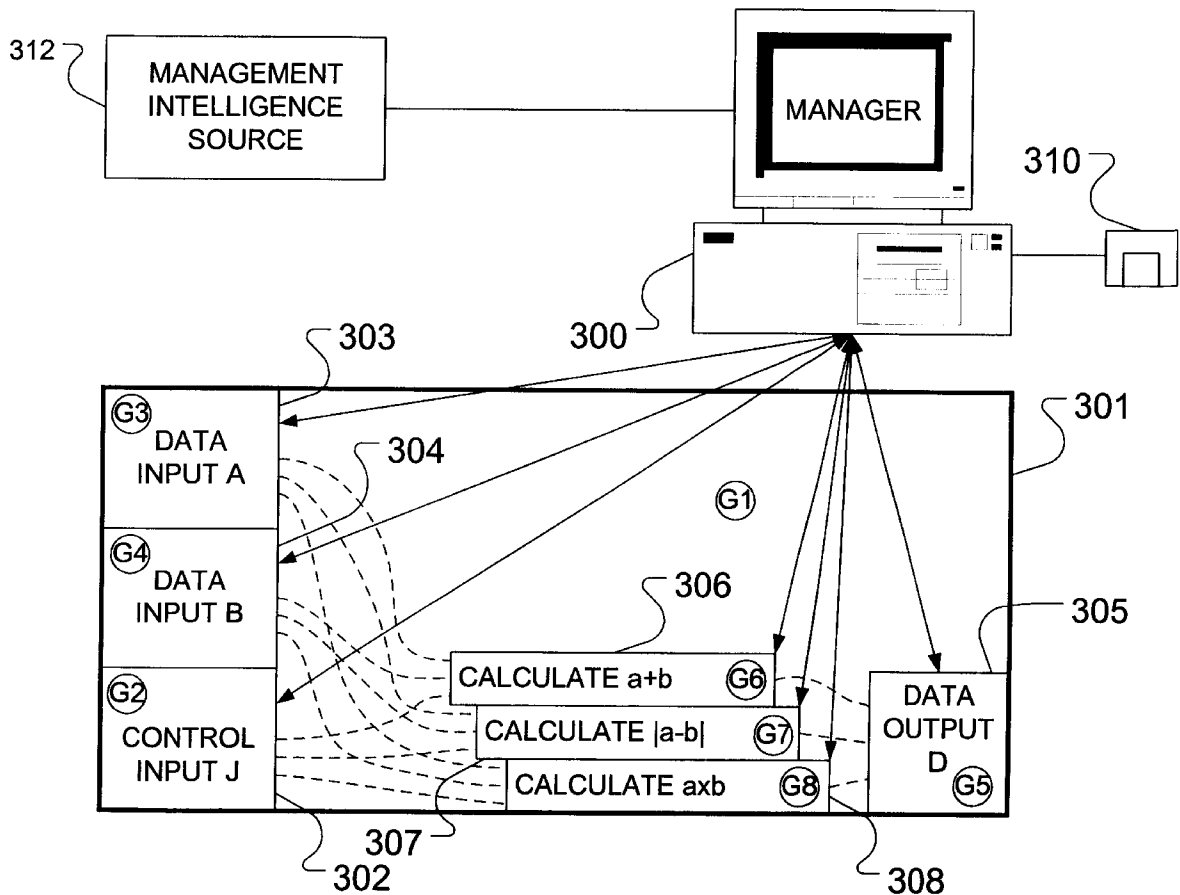 312
MANAGEMENT
INTELLIGENCE
SOURCE
MANAGER
310
300
303
301
G3
DATA
INPUT A
304
G1
G4
DATA
INPUT B
306
305
G2
CONTROL
INPUT J
CALCULATE a+b
G6
CALCULATE |a-b|
G7
CALCULATE axb
G8
DATA
OUTPUT
D
G5
307
302
308